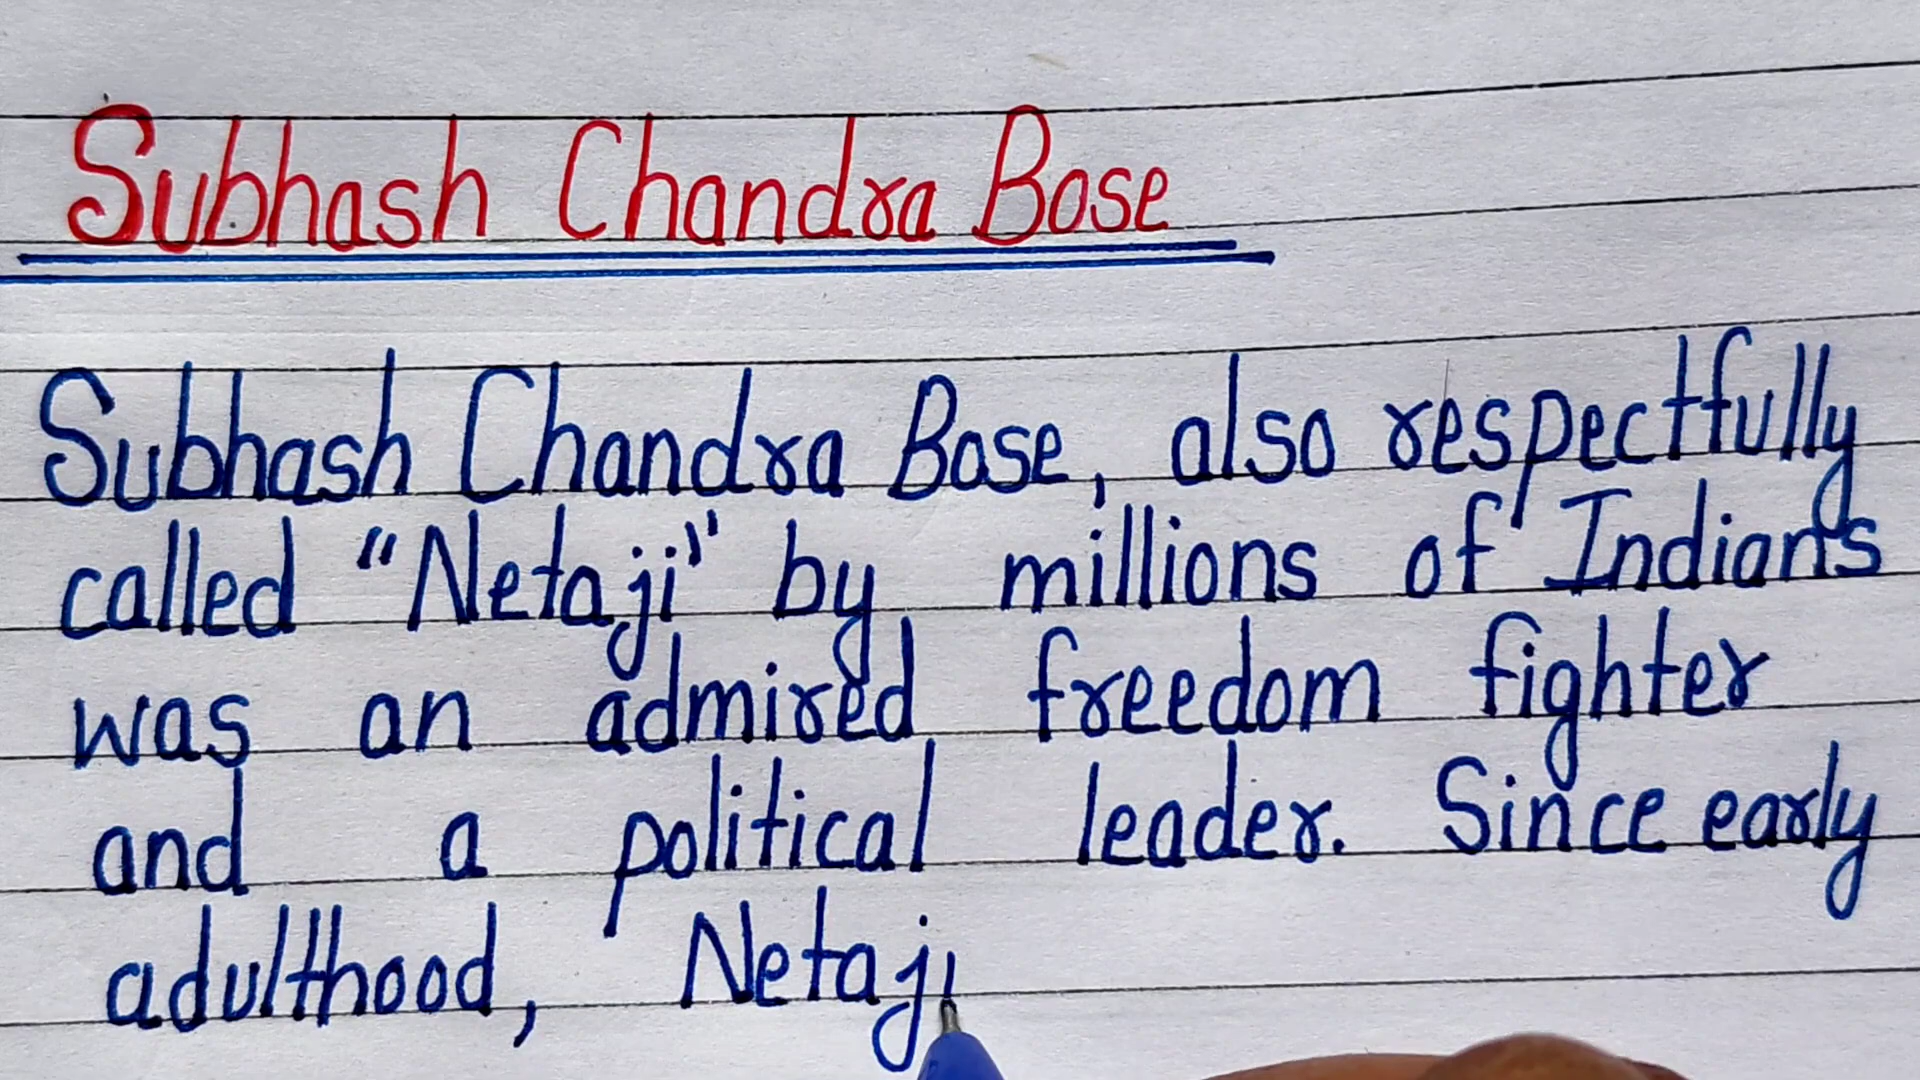 Subhash Chandra Bose
Subhash Chandra Bose, also respectfully
called "Netaji" by millions of Indians
was an admired freedom fighter
and a political leader. Since early
adulthood, Netaji